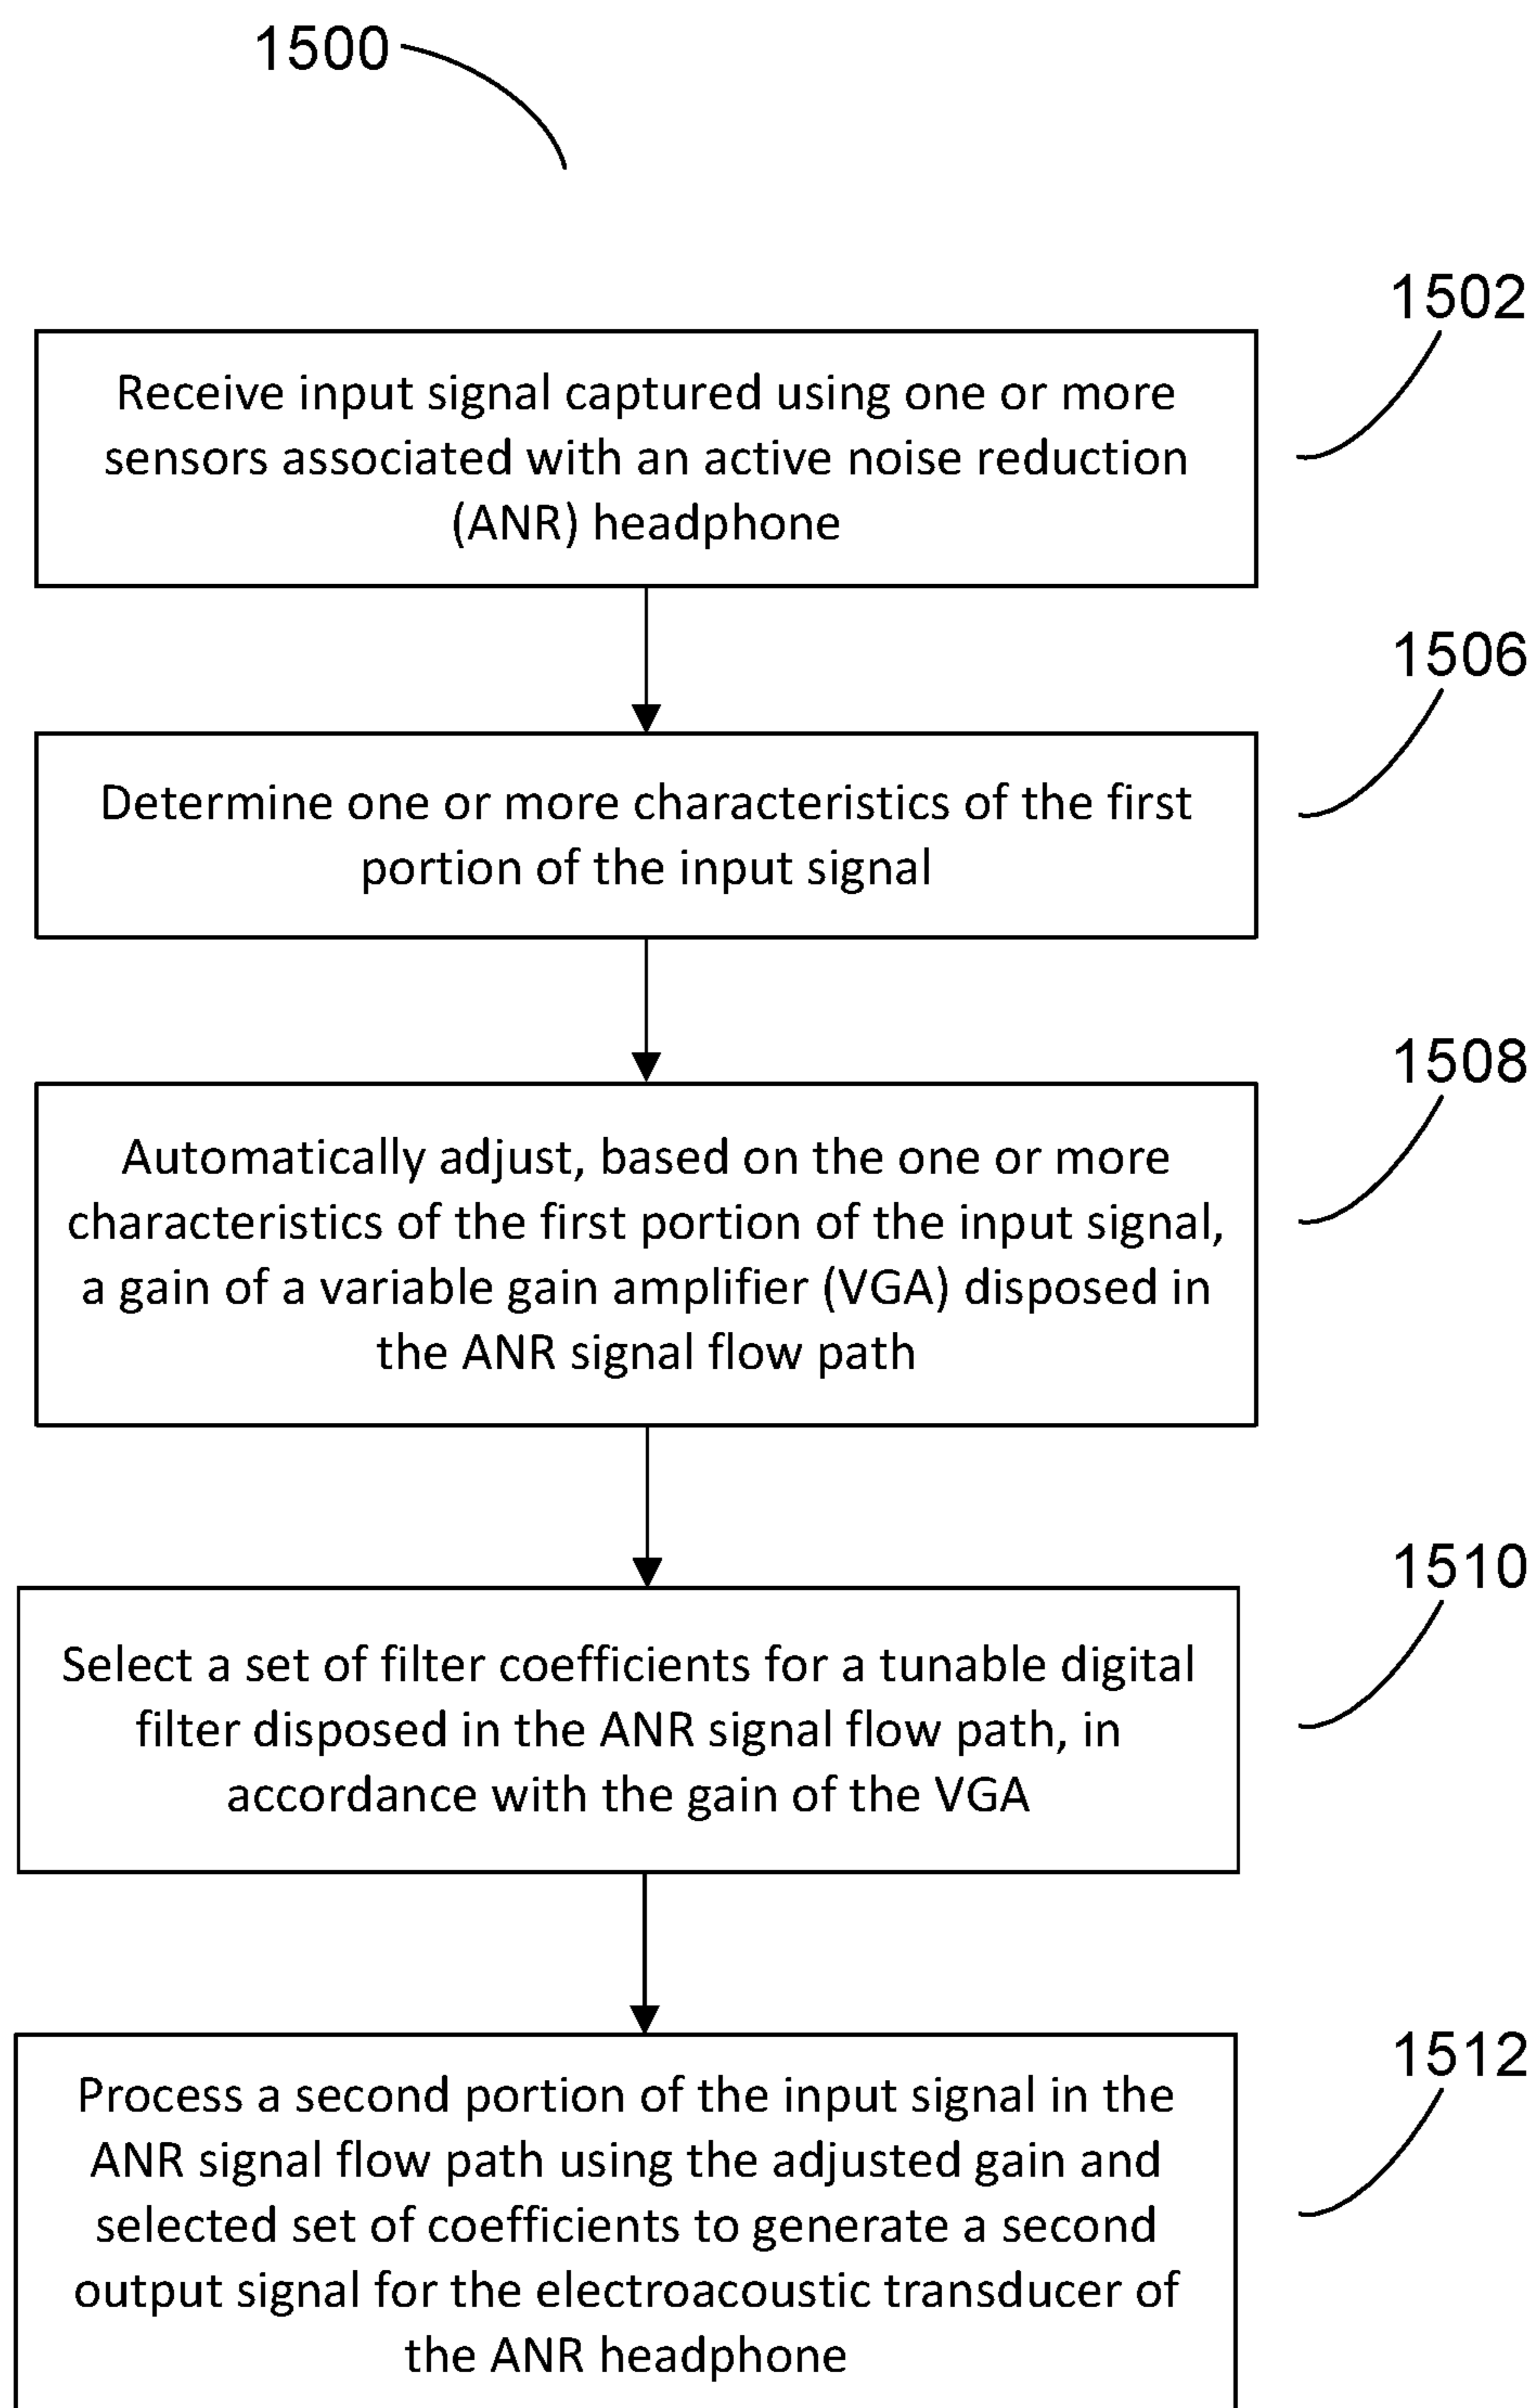 1500
1502
Receive input signal captured using one or more
sensors associated with an active noise reduction
(ANR) headphone
1506
Determine one or more characteristics of the first
portion of the input signal
1508
Automatically adjust, based on the one or more
characteristics of the first portion of the input signal,
a gain of a variable gain amplifier (VGA) disposed in
the ANR signal flow path
1510
Select a set of filter coefficients for a tunable digital
filter disposed in the ANR signal flow path, in
accordance with the gain of the VGA
1512
Process a second portion of the input signal in the
ANR signal flow path using the adjusted gain and
selected set of coefficients to generate a second
output signal for the electroacoustic transducer of
the ANR headphone